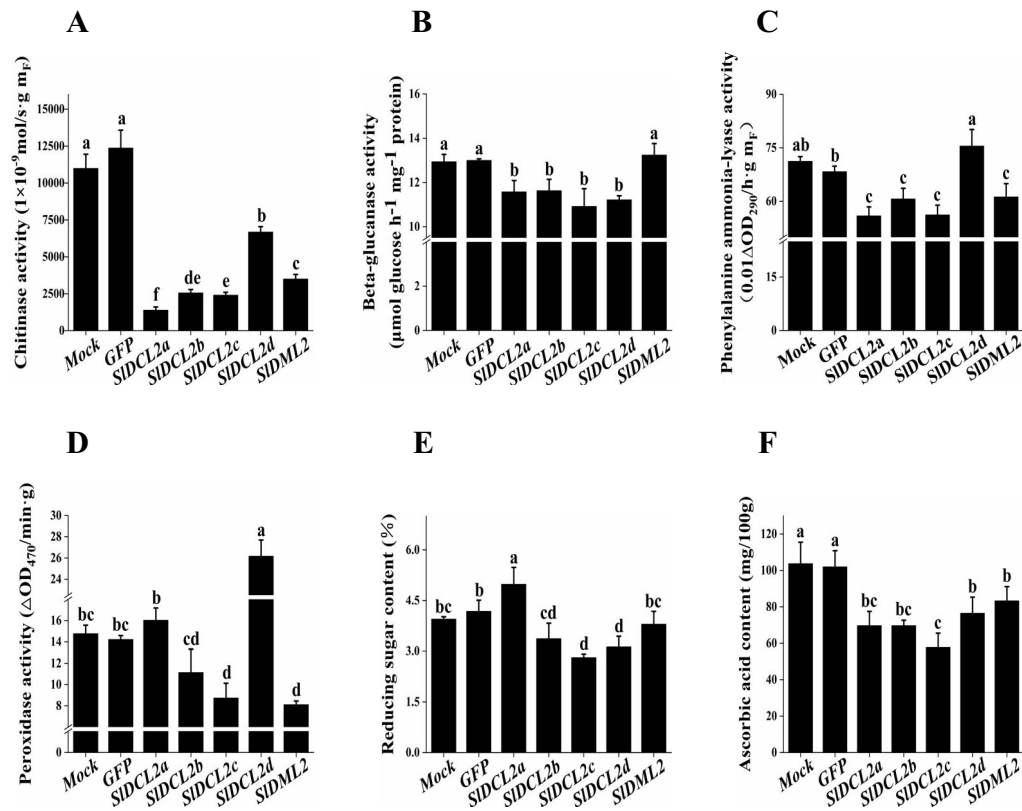 A
Chitinase activity (1×10⁻⁹mol/s·g mF)
15000
12500
10000
7500
5000
2500
0
a
a
f
de
e
b
c
Mock
GFP
SlDCL2a
SlDCL2b
SlDCL2c
SlDCL2d
SlDML2
B
Beta-glucanase activity
(μmol glucose h⁻¹ mg⁻¹ protein)
16
14
12
10
2
0
a
a
b
b
b
b
a
Mock
GFP
SlDCL2a
SlDCL2b
SlDCL2c
SlDCL2d
SlDML2
C
Phenylalanine ammonia-lyase activity
(0.01△OD₂₉₀/h·g mF)
90
75
60
15
0
ab
b
c
c
c
a
c
Mock
GFP
SlDCL2a
SlDCL2b
SlDCL2c
SlDCL2d
SlDML2
D
Peroxidase activity (△OD₄₇₀/min·g)
30
28
26
24
16
14
12
10
8
0
bc
bc
b
cd
d
a
d
Mock
GFP
SlDCL2a
SlDCL2b
SlDCL2c
SlDCL2d
SlDML2
E
Reducing sugar content (%)
6.0
4.5
3.0
1.5
0.0
bc
b
a
cd
d
d
bc
Mock
GFP
SlDCL2a
SlDCL2b
SlDCL2c
SlDCL2d
SlDML2
F
Ascorbic acid content (mg/100g)
120
100
80
60
40
20
0
a
a
bc
bc
c
b
b
Mock
GFP
SlDCL2a
SlDCL2b
SlDCL2c
SlDCL2d
SlDML2